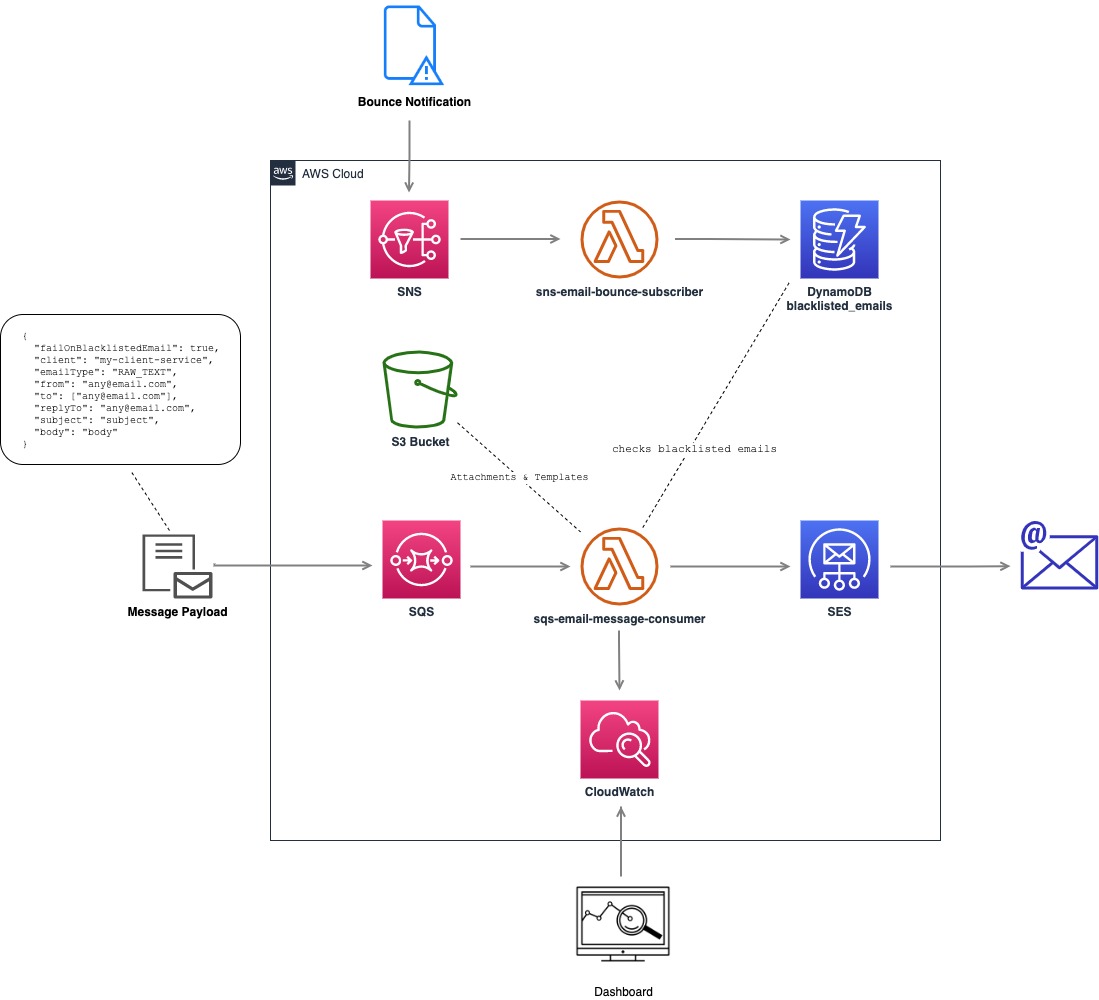 Bounce Notification
aws
AWS Cloud
SNS
sns-email-bounce-subscriber
DynamoDB
blacklisted_emails
{
"failOnBlacklistedEmail": true,
"client": "my-client-service",
"emailType": "RAW_TEXT",
"from": "any@email.com",
"to": ["any@email.com"],
"replyTo": "any@email.com",
"subject": "subject",
"body": "body"
}
S3 Bucket
checks blacklisted emails
Attachments & Templates
Message Payload
SQS
sqs-email-message-consumer
SES
@
CloudWatch
Dashboard